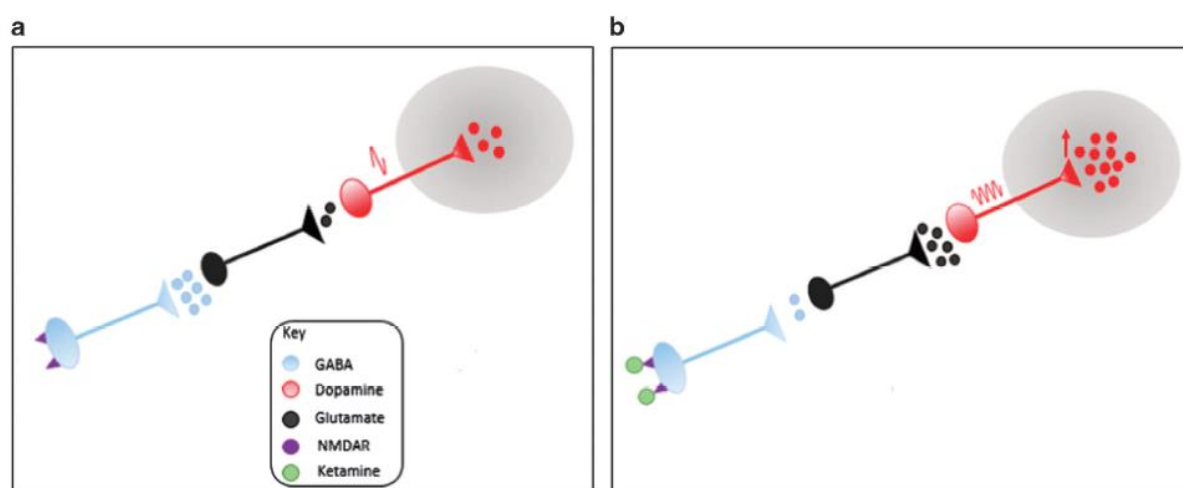 a
b
Key
GABA
Dopamine
Glutamate
NMDAR
Ketamine